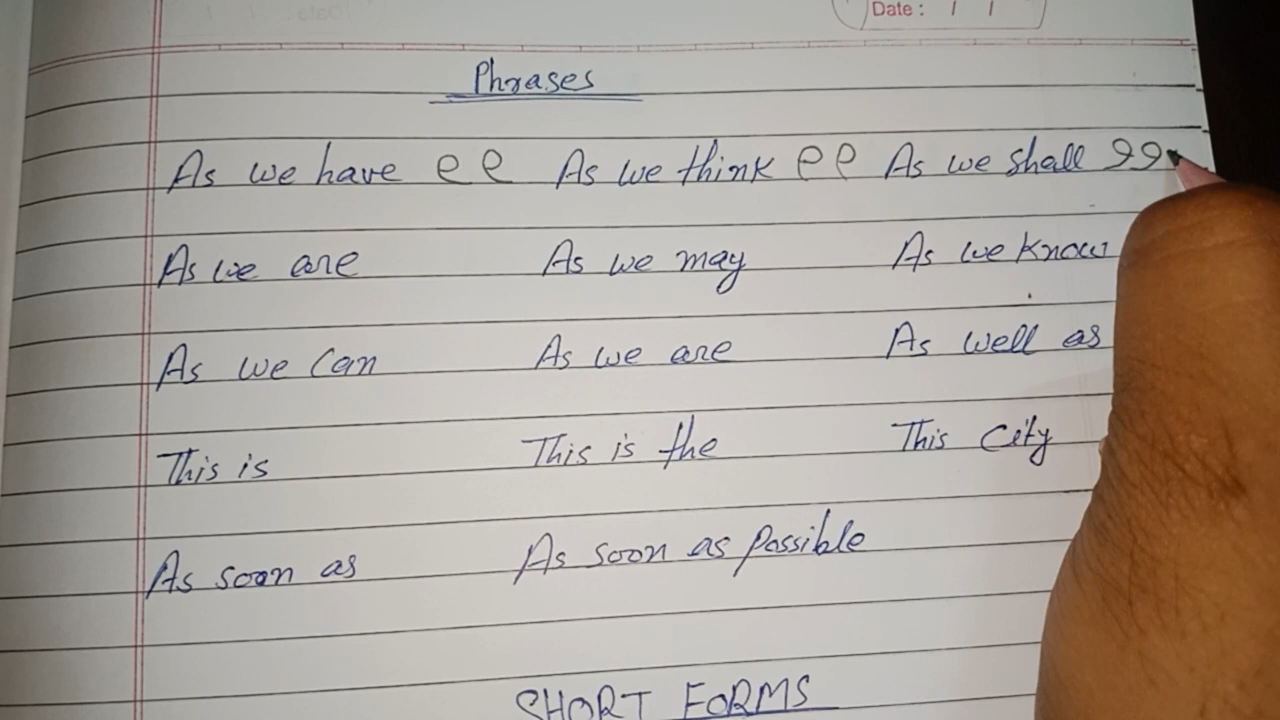 Date : / /
Phrases
As we have As we think As we shall
As we are As we may As we know
As we can As we are As well as
This is This is the This City
As soon as As soon as possible
SHORT FORMS